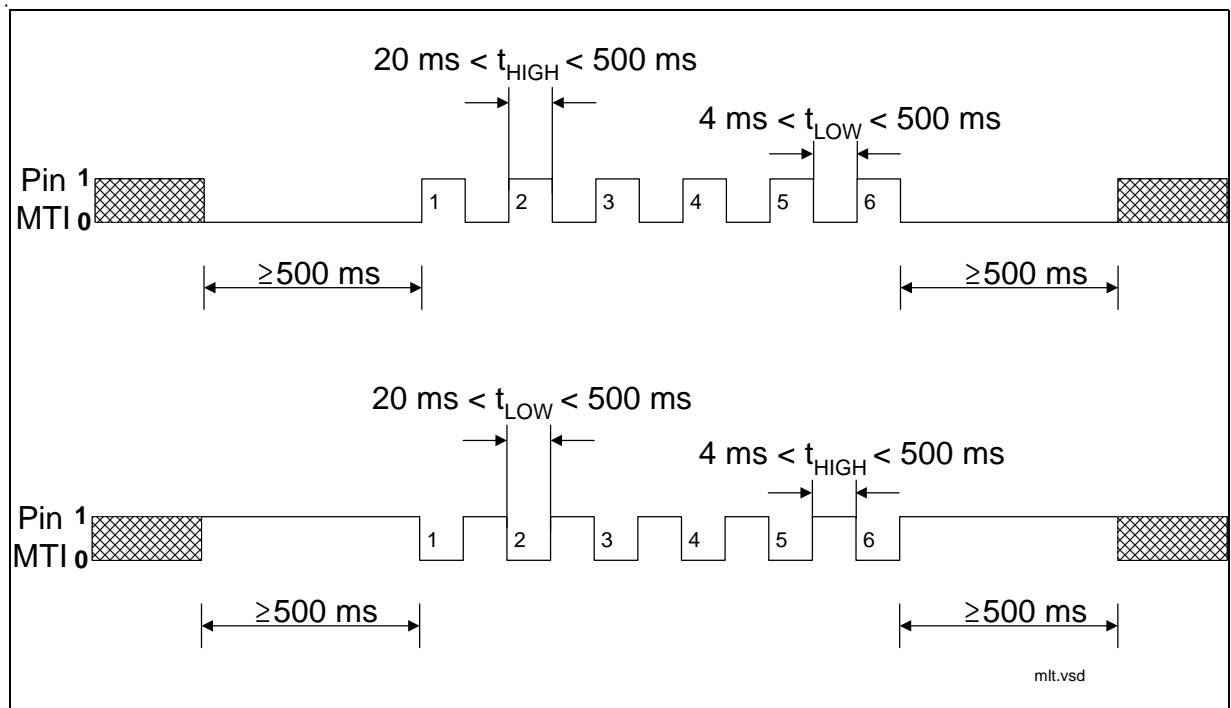 20 ms < tHIGH < 500 ms
4 ms < tLOW < 500 ms
Pin 1
MTI 0
1 2 3 4 5 6
≥500 ms ≥500 ms
20 ms < tLOW < 500 ms
4 ms < tHIGH < 500 ms
Pin 1
MTI 0
1 2 3 4 5 6
≥500 ms ≥500 ms
mlt.vsd